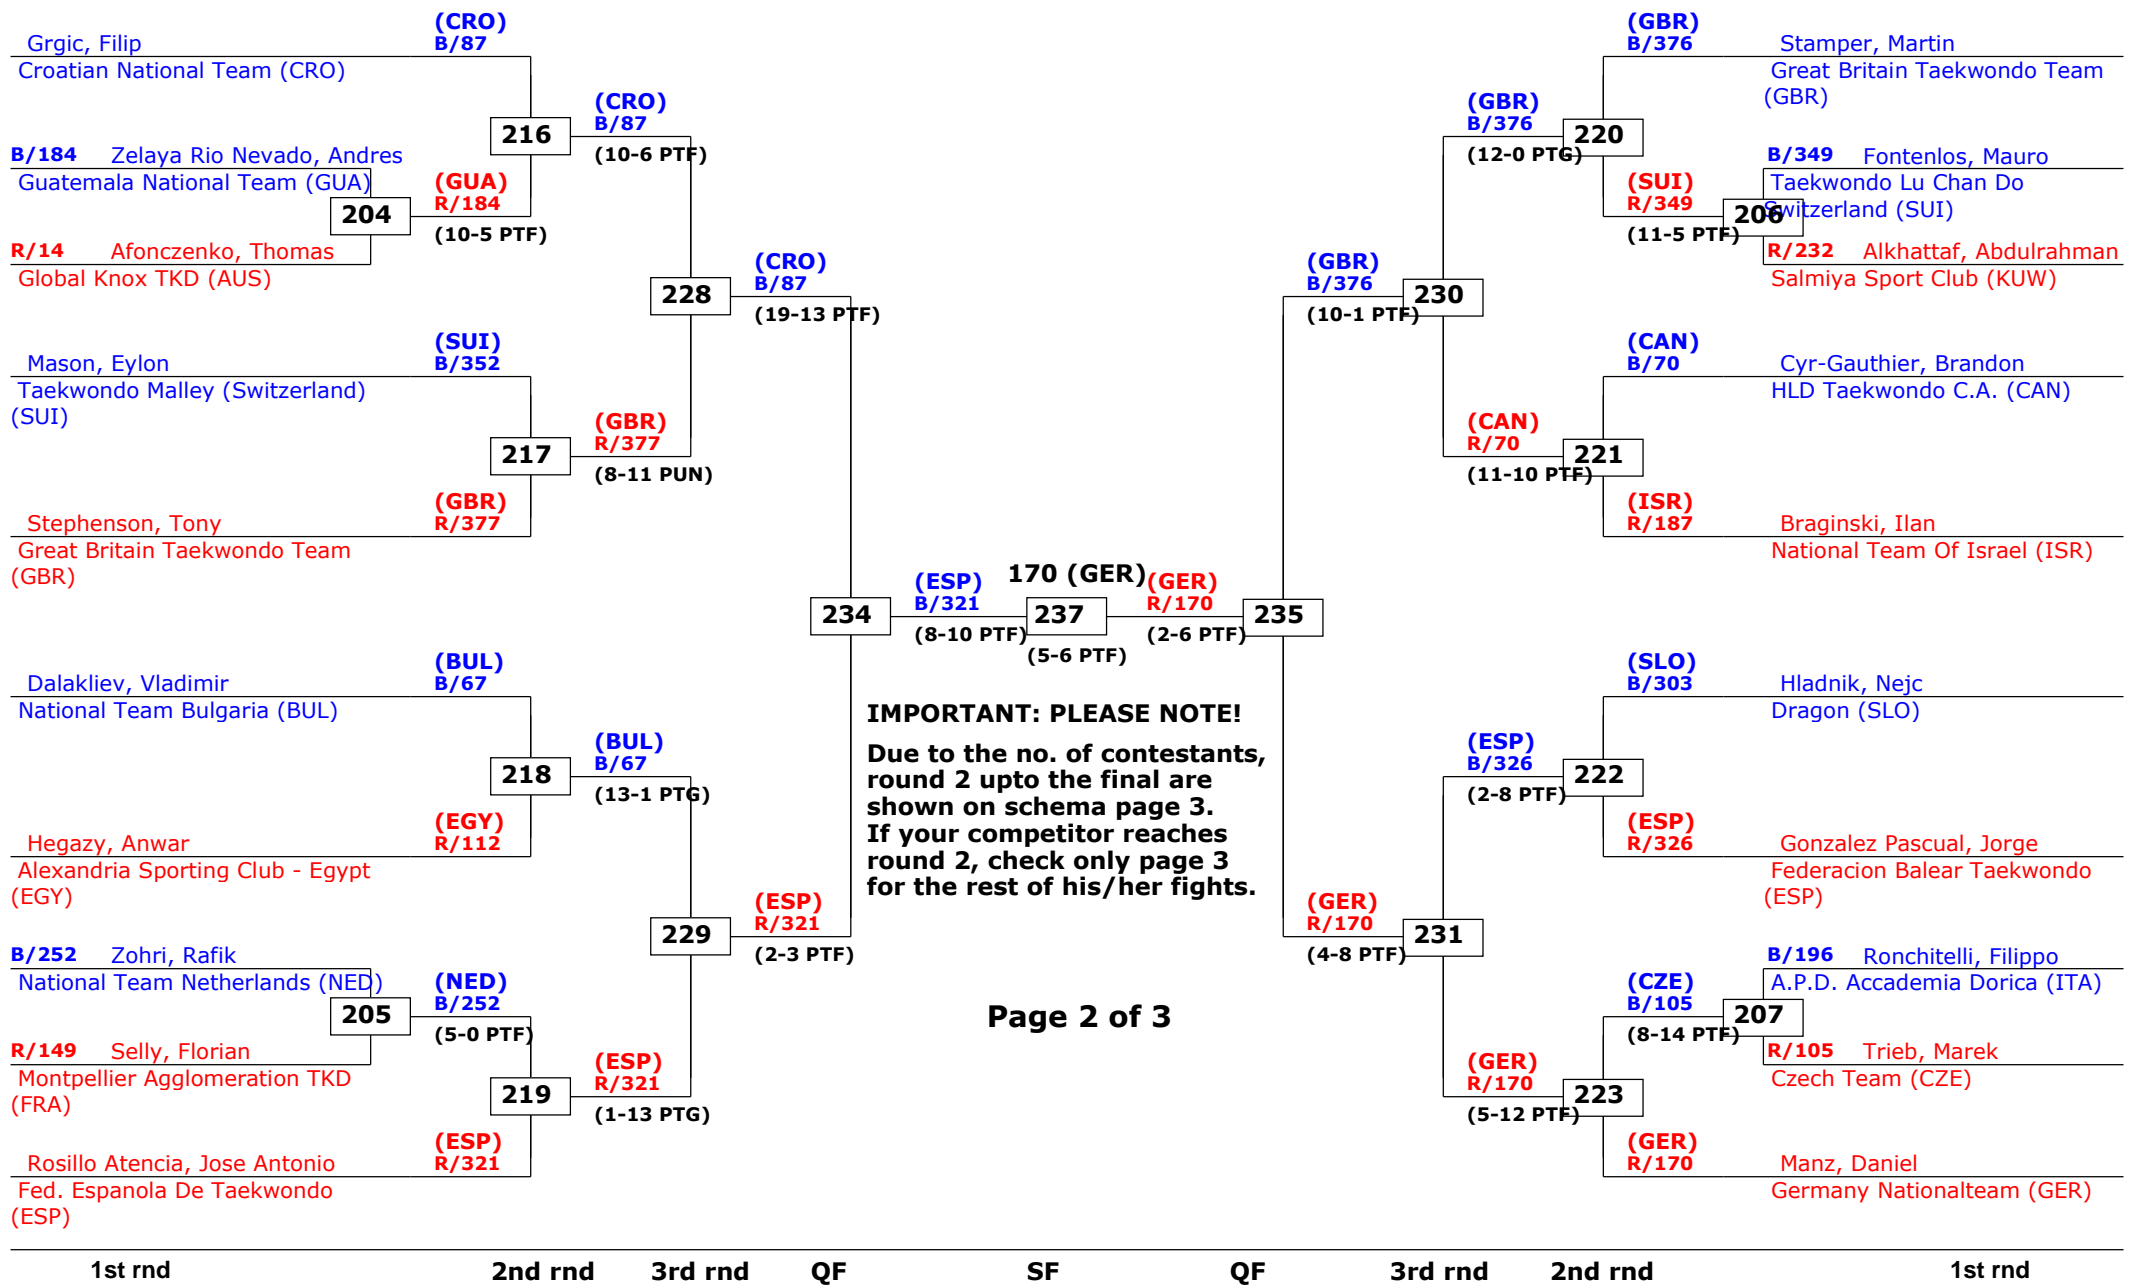 (CRO)
Grgic, Filip B/87
Croatian National Team (CRO)
(CRO)
B/87
216
(10-6 PTF)
B/184 Zelaya Rio Nevado, Andres
Guatemala National Team (GUA)
(GUA)
R/184
204
(10-5 PTF)
R/14 Afonczenko, Thomas
Global Knox TKD (AUS)
(CRO)
B/87
228
(19-13 PTF)
(SUI)
Mason, Eylon B/352
Taekwondo Malley (Switzerland)
(SUI)
(GBR)
R/377
217
(8-11 PUN)
(GBR)
Stephenson, Tony R/377
Great Britain Taekwondo Team
(GBR)
234
(ESP)
B/321
(8-10 PTF)
(BUL)
Dalakliev, Vladimir B/67
National Team Bulgaria (BUL)
(BUL)
B/67
218
(13-1 PTG)
(EGY)
Hegazy, Anwar R/112
Alexandria Sporting Club - Egypt
(EGY)
(ESP)
R/321
229
(2-3 PTF)
B/252 Zohri, Rafik
National Team Netherlands (NED)
(NED)
B/252
205
(5-0 PTF)
R/149 Selly, Florian
Montpellier Agglomeration TKD
(FRA)
(ESP)
R/321
219
(1-13 PTG)
(ESP)
Rosillo Atencia, Jose Antonio R/321
Fed. Espanola De Taekwondo
(ESP)
170 (GER)
237
(5-6 PTF)
IMPORTANT: PLEASE NOTE!
Due to the no. of contestants,
round 2 upto the final are
shown on schema page 3.
If your competitor reaches
round 2, check only page 3
for the rest of his/her fights.
Page 2 of 3
(GER)
R/170
235
(2-6 PTF)
(GBR)
B/376 Stamper, Martin
Great Britain Taekwondo Team
(GBR)
(GBR)
B/376
220
(12-0 PTG)
B/349 Fontenlos, Mauro
Taekwondo Lu Chan Do
Switzerland (SUI)
(SUI)
R/349
206
(11-5 PTF)
R/232 Alkhattaf, Abdulrahman
Salmiya Sport Club (KUW)
(GBR)
B/376
230
(10-1 PTF)
(CAN)
B/70 Cyr-Gauthier, Brandon
HLD Taekwondo C.A. (CAN)
(CAN)
R/70
221
(11-10 PTF)
(ISR)
R/187 Braginski, Ilan
National Team Of Israel (ISR)
(SLO)
B/303 Hladnik, Nejc
Dragon (SLO)
(ESP)
B/326
222
(2-8 PTF)
(ESP)
R/326 Gonzalez Pascual, Jorge
Federacion Balear Taekwondo
(ESP)
(GER)
R/170
231
(4-8 PTF)
B/196 Ronchitelli, Filippo
A.P.D. Accademia Dorica (ITA)
(CZE)
B/105
207
(8-14 PTF)
R/105 Trieb, Marek
Czech Team (CZE)
(GER)
R/170
223
(5-12 PTF)
(GER)
R/170 Manz, Daniel
Germany Nationalteam (GER)
1st rnd 2nd rnd 3rd rnd QF SF QF 3rd rnd 2nd rnd 1st rnd